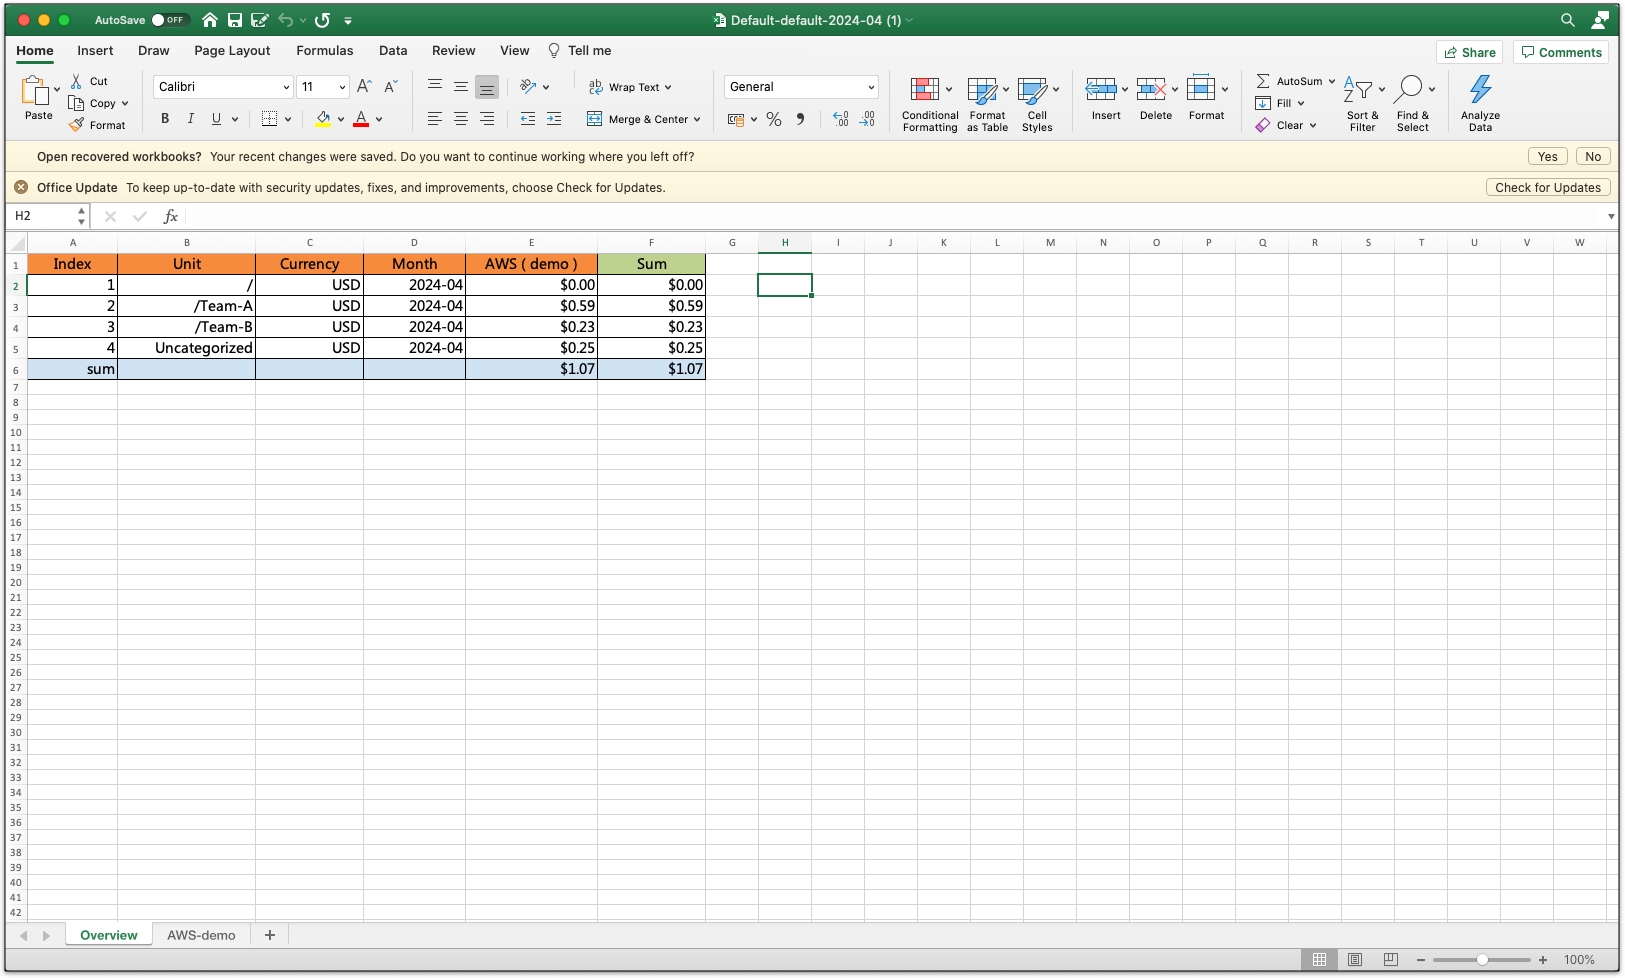 AutoSave OFF Default-default-2024-04 (1)
Home Insert Draw Page Layout Formulas Data Review View Tell me Share Comments
Paste Cut Copy Format
Calibri 11 A^ A˅
B I U A
ab Wrap Text
Merge & Center
General
% 9 .00 .00
Conditional Formatting
Format as Table
Cell Styles
Insert Delete Format
AutoSum Fill Clear
Sort & Filter
Find & Select
Analyze Data
Open recovered workbooks? Your recent changes were saved. Do you want to continue working where you left off? Yes No
Office Update To keep up-to-date with security updates, fixes, and improvements, choose Check for Updates. Check for Updates
H2 fx
A B C D E F G H I J K L M N O P Q R S T U V W
1 Index Unit Currency Month AWS ( demo ) Sum
2 1 / USD 2024-04 $0.00 $0.00
3 2 /Team-A USD 2024-04 $0.59 $0.59
4 3 /Team-B USD 2024-04 $0.23 $0.23
5 4 Uncategorized USD 2024-04 $0.25 $0.25
6 sum $1.07 $1.07
7
8
9
10
11
12
13
14
15
16
17
18
19
20
21
22
23
24
25
26
27
28
29
30
31
32
33
34
35
36
37
38
39
40
41
42
Overview AWS-demo +
100%